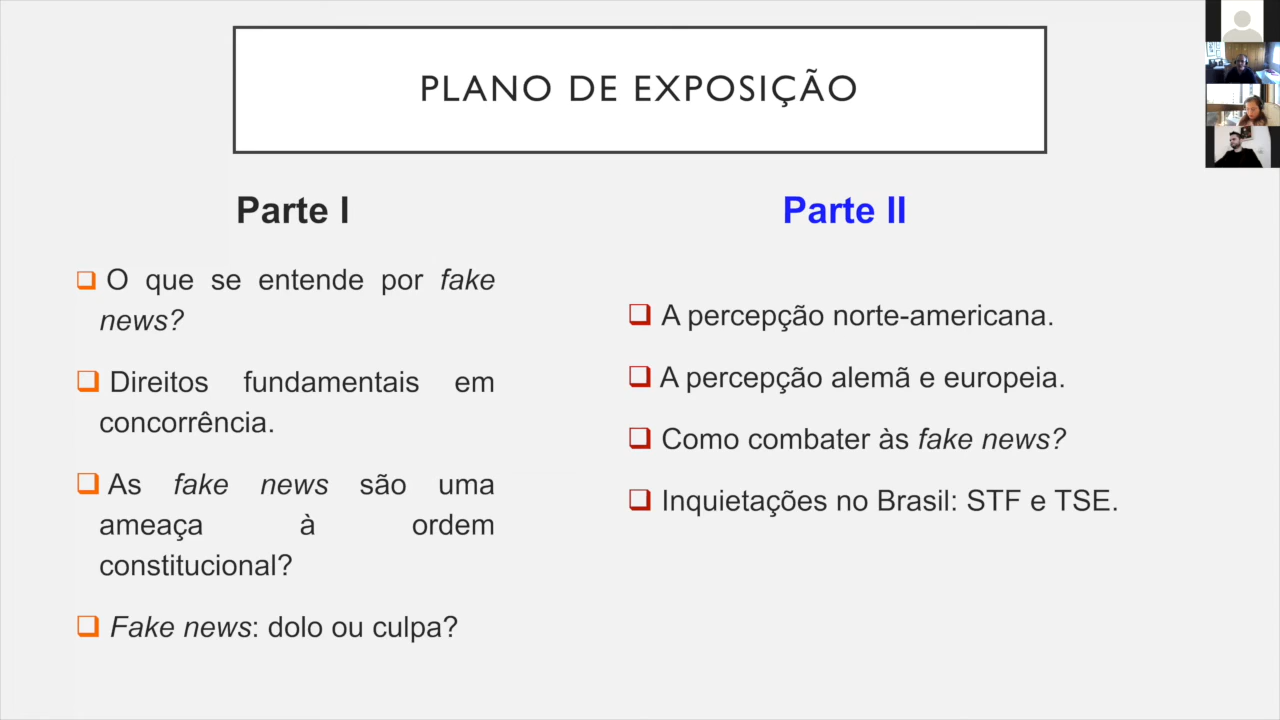 PLANO DE EXPOSIÇÃO
Parte I
O que se entende por fake
news?
Direitos fundamentais em
concorrência.
As fake news são uma
ameaça à ordem
constitucional?
Fake news: dolo ou culpa?
Parte II
A percepção norte-americana.
A percepção alemã e europeia.
Como combater às fake news?
Inquietações no Brasil: STF e TSE.